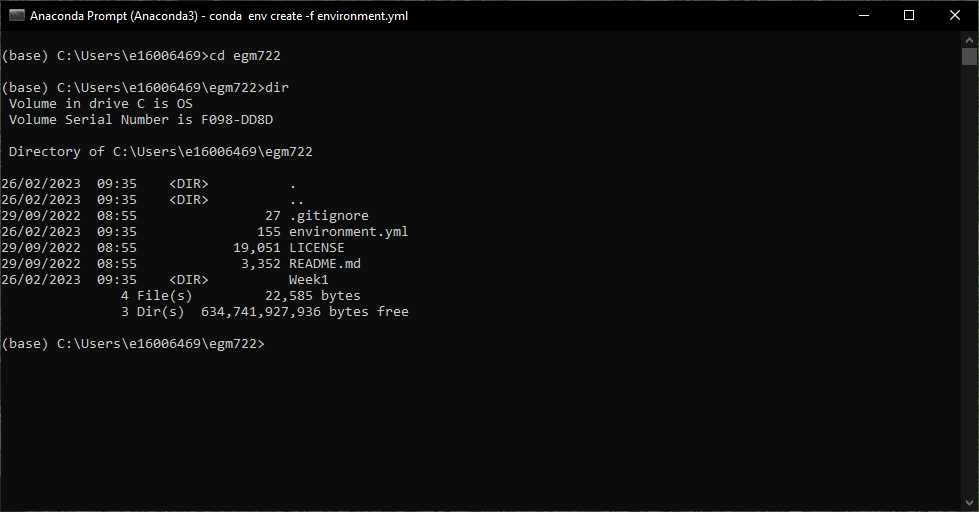 Anaconda Prompt (Anaconda3) - conda  env create -f environment.yml
(base) C:\Users\e16006469>cd egm722
(base) C:\Users\e16006469\egm722>dir
 Volume in drive C is OS
 Volume Serial Number is F098-DD8D
 Directory of C:\Users\e16006469\egm722
26/02/2023  09:35    <DIR>          .
26/02/2023  09:35    <DIR>          ..
29/09/2022  08:55                27 .gitignore
26/02/2023  09:35               155 environment.yml
29/09/2022  08:55            19,051 LICENSE
29/09/2022  08:55             3,352 README.md
26/02/2023  09:35    <DIR>          Week1
               4 File(s)         22,585 bytes
               3 Dir(s)  634,741,927,936 bytes free
(base) C:\Users\e16006469\egm722>